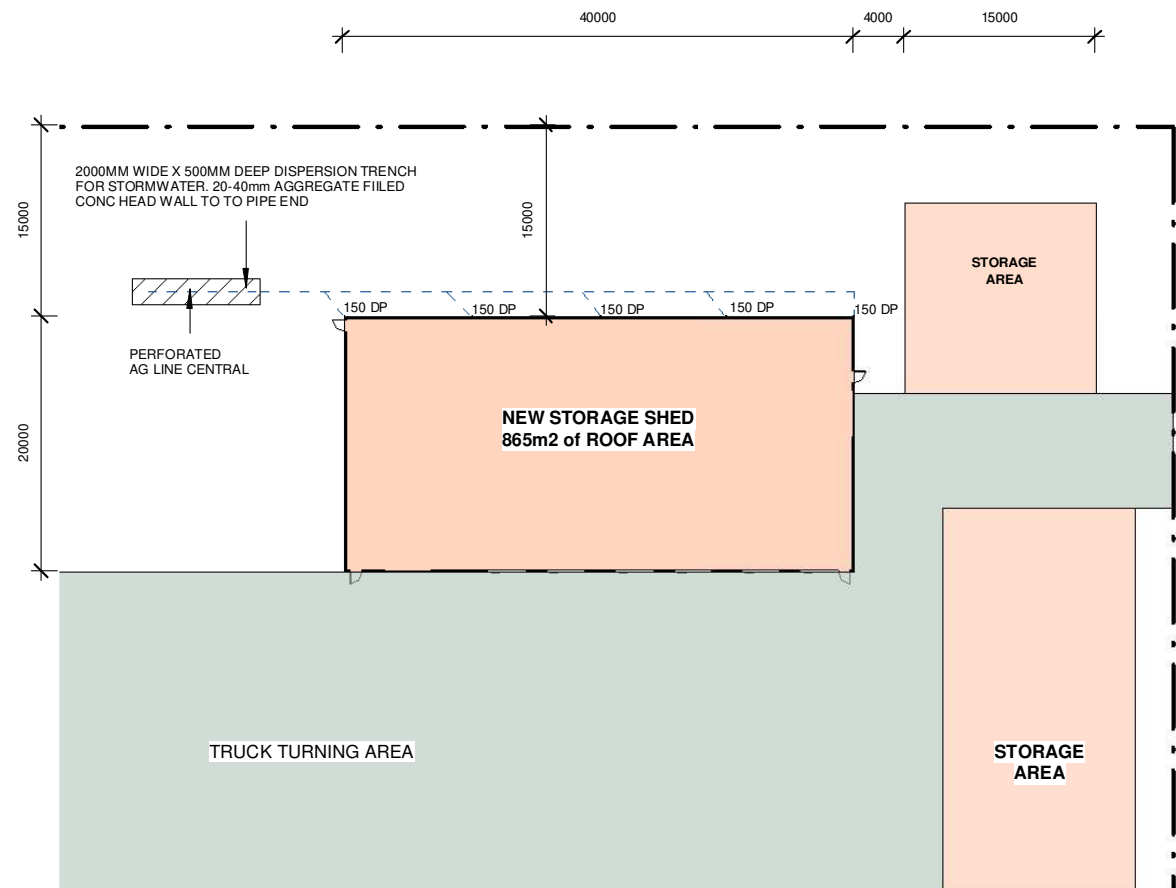 40000
4000
15000
2000MM WIDE X 500MM DEEP DISPERSION TRENCH
FOR STORMWATER. 20-40mm AGGREGATE FIILED
CONC HEAD WALL TO TO PIPE END
15000
15000
STORAGE
AREA
150 DP
150 DP
150 DP
150 DP
150 DP
PERFORATED
AG LINE CENTRAL
20000
NEW STORAGE SHED
865m2 of ROOF AREA
TRUCK TURNING AREA
STORAGE
AREA